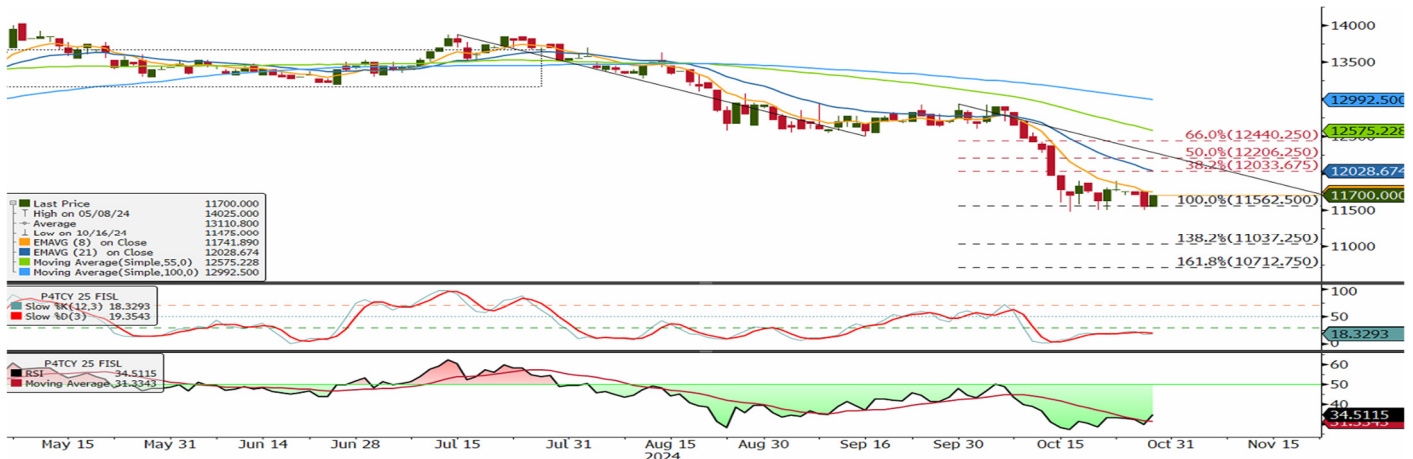 14000
13500
12992.500
12575.228
12500
66.0%(12440.250)
50.0%(12206.250)
38.2%(12033.675)
12028.674
11700.000
100.0%(11562.500)
11500
138.2%(11037.250)
11000
161.8%(10712.750)
Last Price 11700.000
High on 05/08/24 14025.000
Average 13110.800
Low on 10/16/24 11475.000
EMAVG (8) on Close 11741.890
EMAVG (21) on Close 12028.674
Moving Average(Simple,55,0) 12575.228
Moving Average(Simple,100,0) 12992.500
P4TCY 25 FISL
Slow %K(12,3) 18.3293
Slow %D(3) 19.3543
100
50
18.3293
0
P4TCY 25 FISL
RSI 34.5115
Moving Average 31.3343
60
50
40
34.5115
31.3343
May 15 May 31 Jun 14 Jun 28 Jul 15 Jul 31 Aug 15 Aug 30 Sep 16 Sep 30 Oct 15 Oct 31 Nov 15
2024